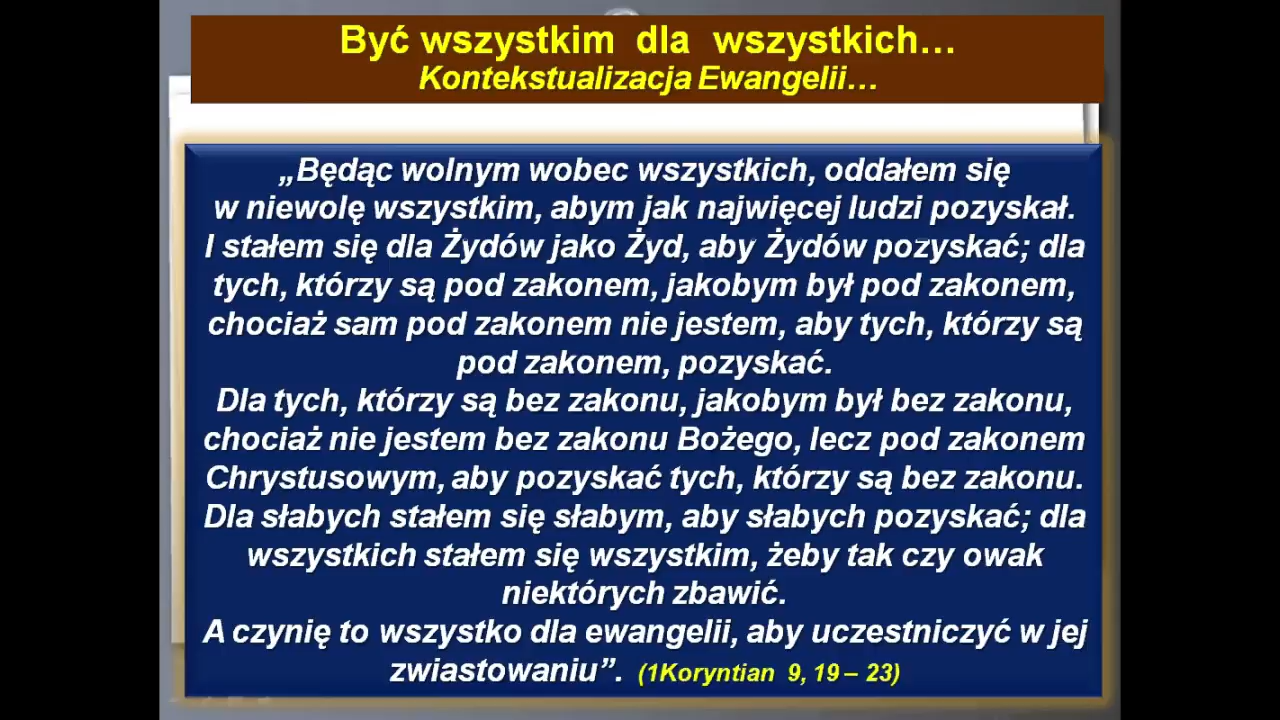 Być wszystkim dla wszystkich…
Kontekstualizacja Ewangelii…
„Będąc wolnym wobec wszystkich, oddałem się
w niewolę wszystkim, abym jak najwięcej ludzi pozyskał.
I stałem się dla Żydów jako Żyd, aby Żydów pozyskać; dla
tych, którzy są pod zakonem, jakobym był pod zakonem,
chociaż sam pod zakonem nie jestem, aby tych, którzy są
pod zakonem, pozyskać.
Dla tych, którzy są bez zakonu, jakobym był bez zakonu,
chociaż nie jestem bez zakonu Bożego, lecz pod zakonem
Chrystusowym, aby pozyskać tych, którzy są bez zakonu.
Dla słabych stałem się słabym, aby słabych pozyskać; dla
wszystkich stałem się wszystkim, żeby tak czy owak
niektórych zbawić.
A czynię to wszystko dla ewangelii, aby uczestniczyć w jej
zwiastowaniu”. (1Koryntian 9, 19 – 23)